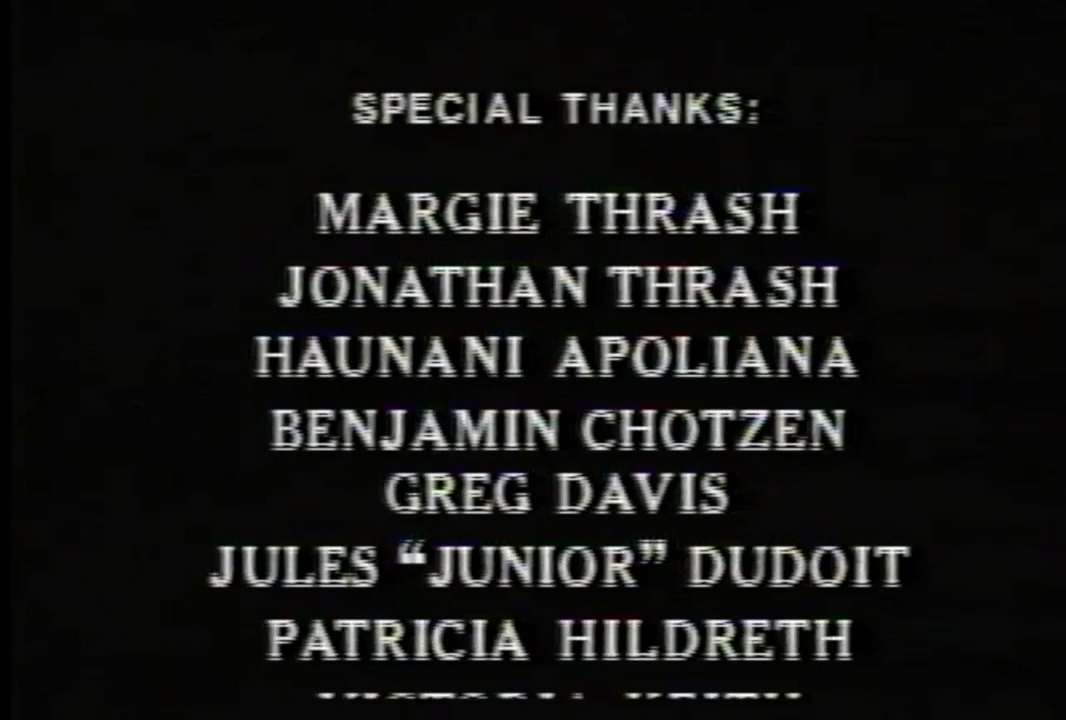 SPECIAL THANKS:
MARGIE THRASH
JONATHAN THRASH
HAUNANI APOLIANA
BENJAMIN CHOTZEN
GREG DAVIS
JULES “JUNIOR” DUDOIT
PATRICIA HILDRETH